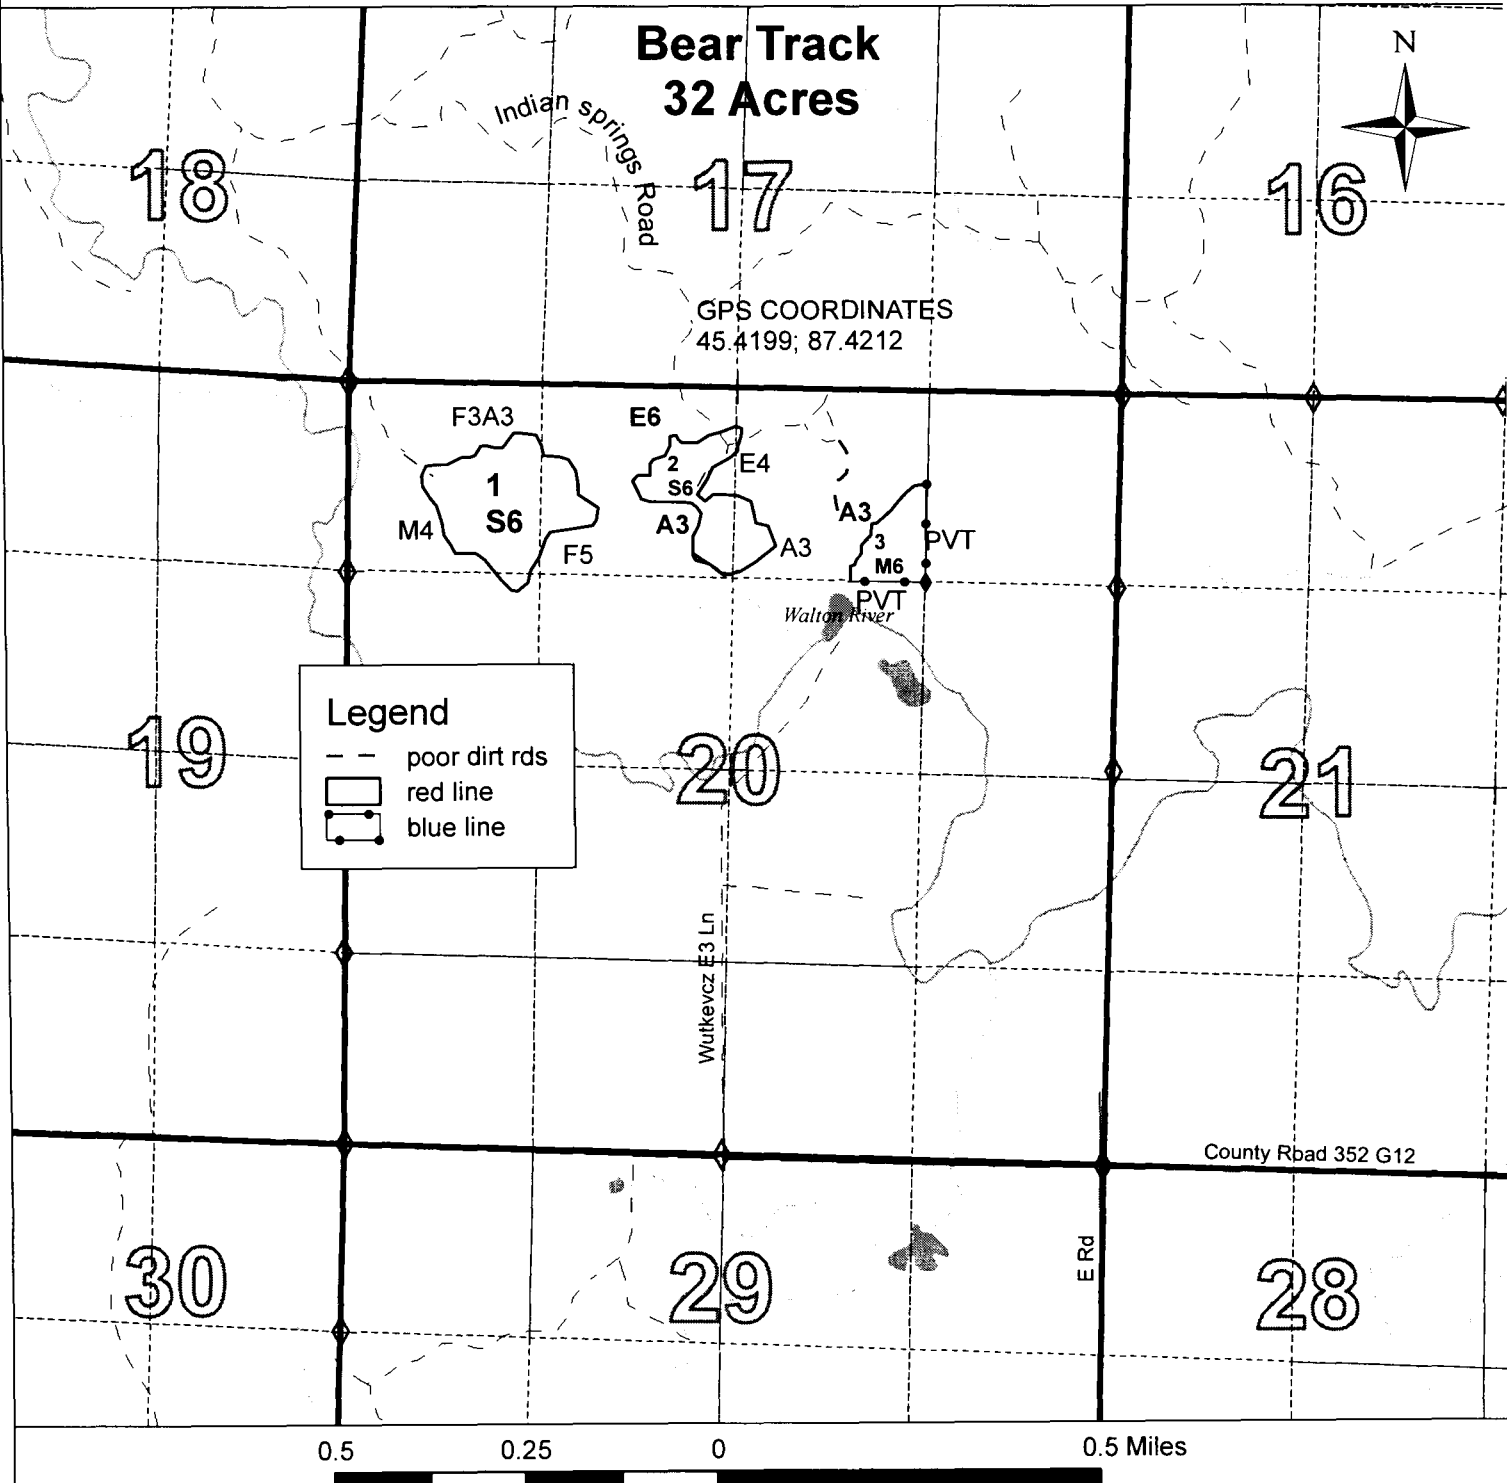 Bear Track
32 Acres
N
Indian springs Road
18
17
16
GPS COORDINATES
45.4199; 87.4212
F3A3
E6
1
S6
2
S6
E4
M4
A3
A3
F5
A3
3
M6
PVT
PVT
Walton River
Legend
poor dirt rds
red line
blue line
19
20
21
Wutkevcz E3 Ln
County Road 352 G12
E Rd
30
29
28
0.5
0.25
0
0.5 Miles